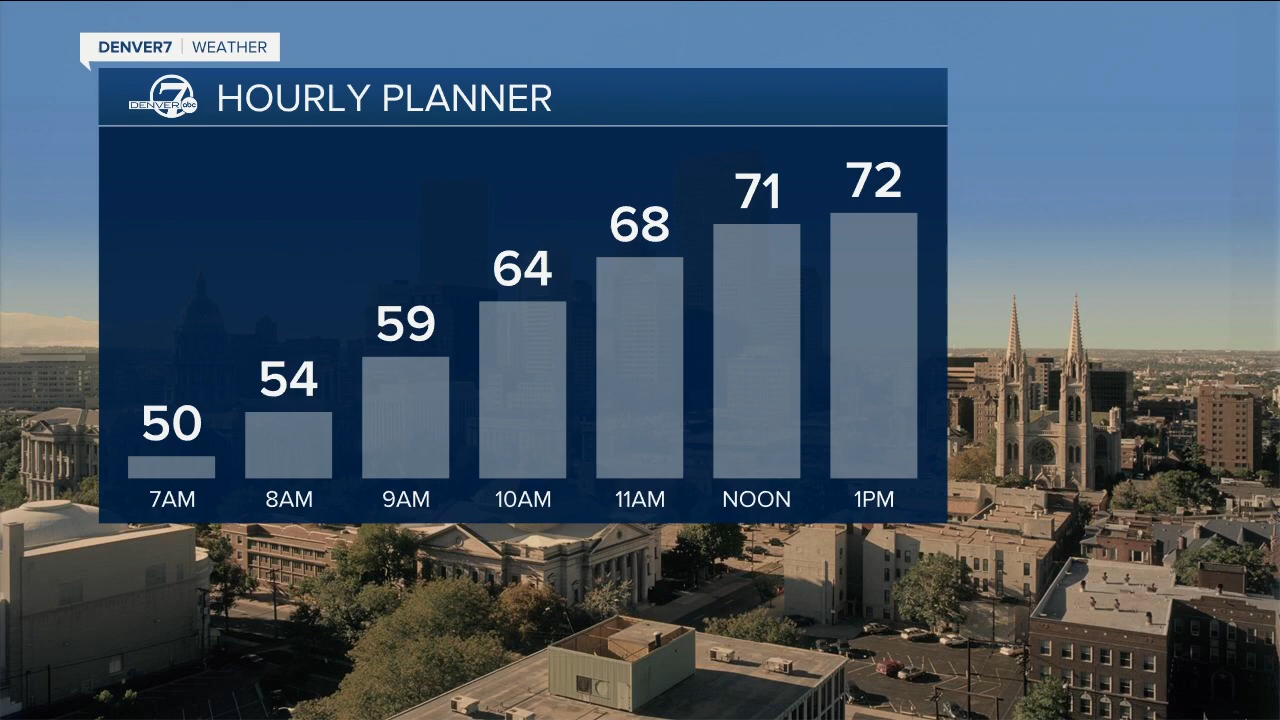 DENVER7 | WEATHER
7
DENVER abc
HOURLY PLANNER
50 54 59 64 68 71 72
7AM 8AM 9AM 10AM 11AM NOON 1PM